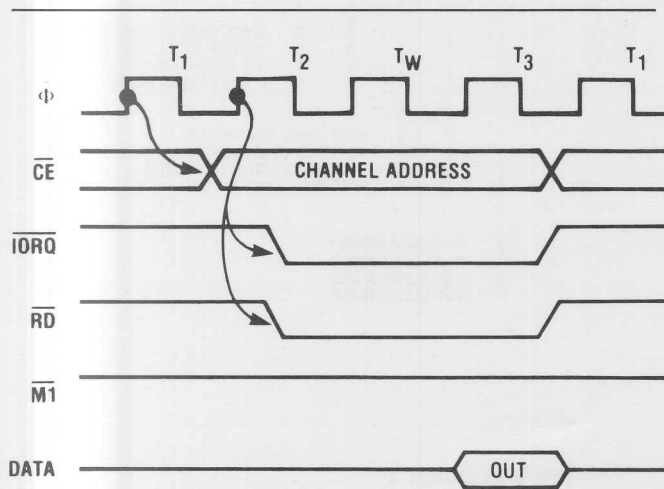 T1 T2 TW T3 T1
Φ
CE CHANNEL ADDRESS
IORQ
RD
M1
DATA OUT